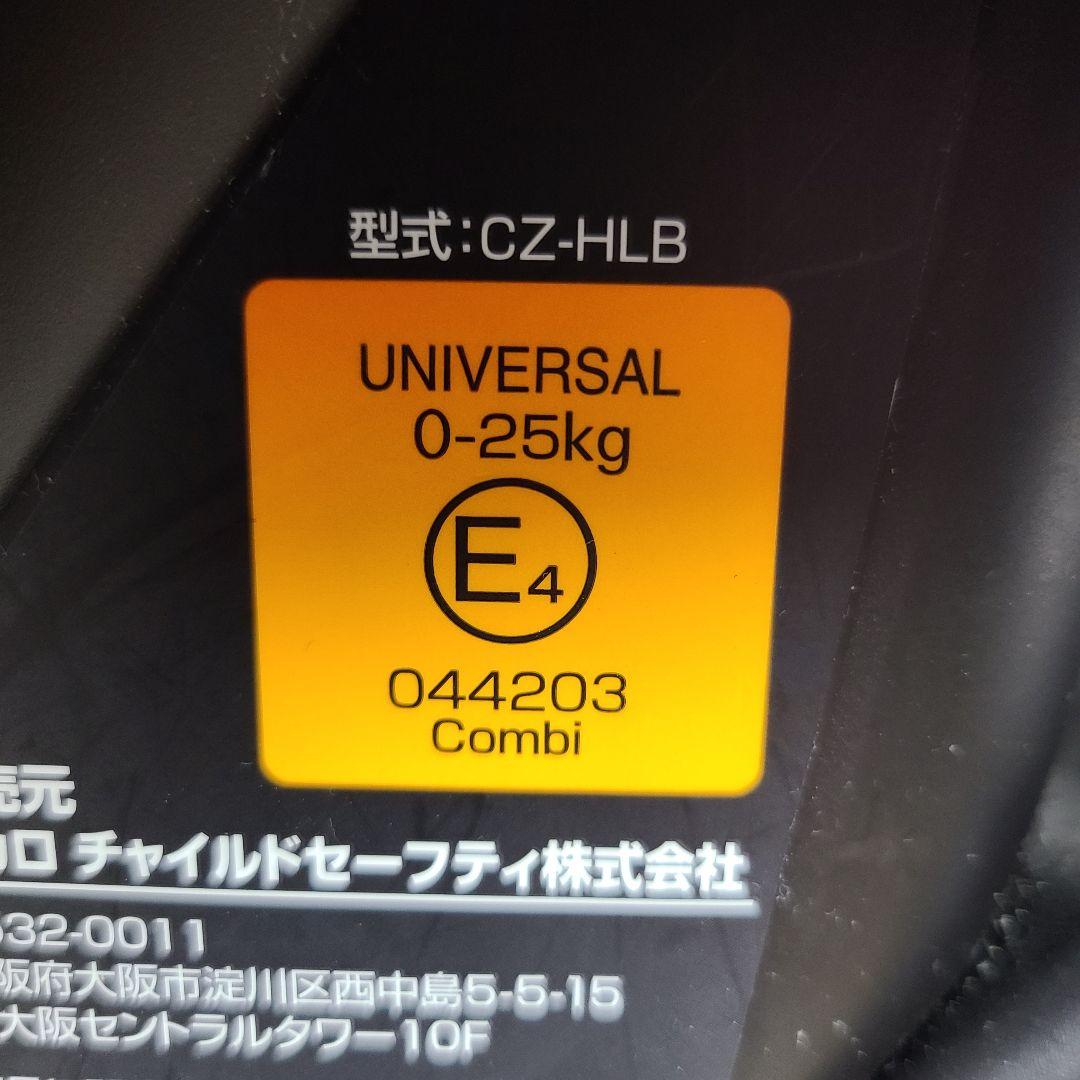 型式:CZ-HLB
UNIVERSAL
0-25kg
E4
044203
Combi
売元
チャイルドセーフティ株式会社
532-0011
阪府大阪市淀川区西中島5-5-15
大阪セントラルタワー10F